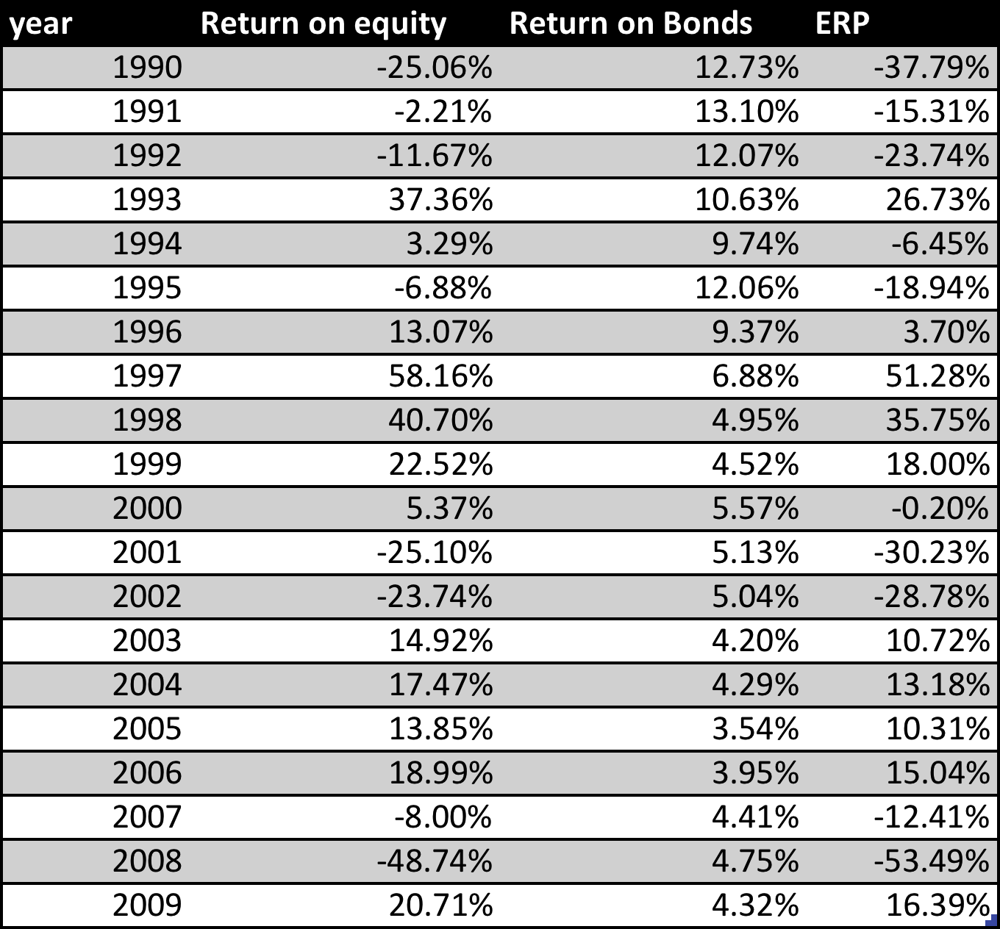 year Return on equity Return on Bonds ERP
1990 -25.06% 12.73% -37.79%
1991 -2.21% 13.10% -15.31%
1992 -11.67% 12.07% -23.74%
1993 37.36% 10.63% 26.73%
1994 3.29% 9.74% -6.45%
1995 -6.88% 12.06% -18.94%
1996 13.07% 9.37% 3.70%
1997 58.16% 6.88% 51.28%
1998 40.70% 4.95% 35.75%
1999 22.52% 4.52% 18.00%
2000 5.37% 5.57% -0.20%
2001 -25.10% 5.13% -30.23%
2002 -23.74% 5.04% -28.78%
2003 14.92% 4.20% 10.72%
2004 17.47% 4.29% 13.18%
2005 13.85% 3.54% 10.31%
2006 18.99% 3.95% 15.04%
2007 -8.00% 4.41% -12.41%
2008 -48.74% 4.75% -53.49%
2009 20.71% 4.32% 16.39%